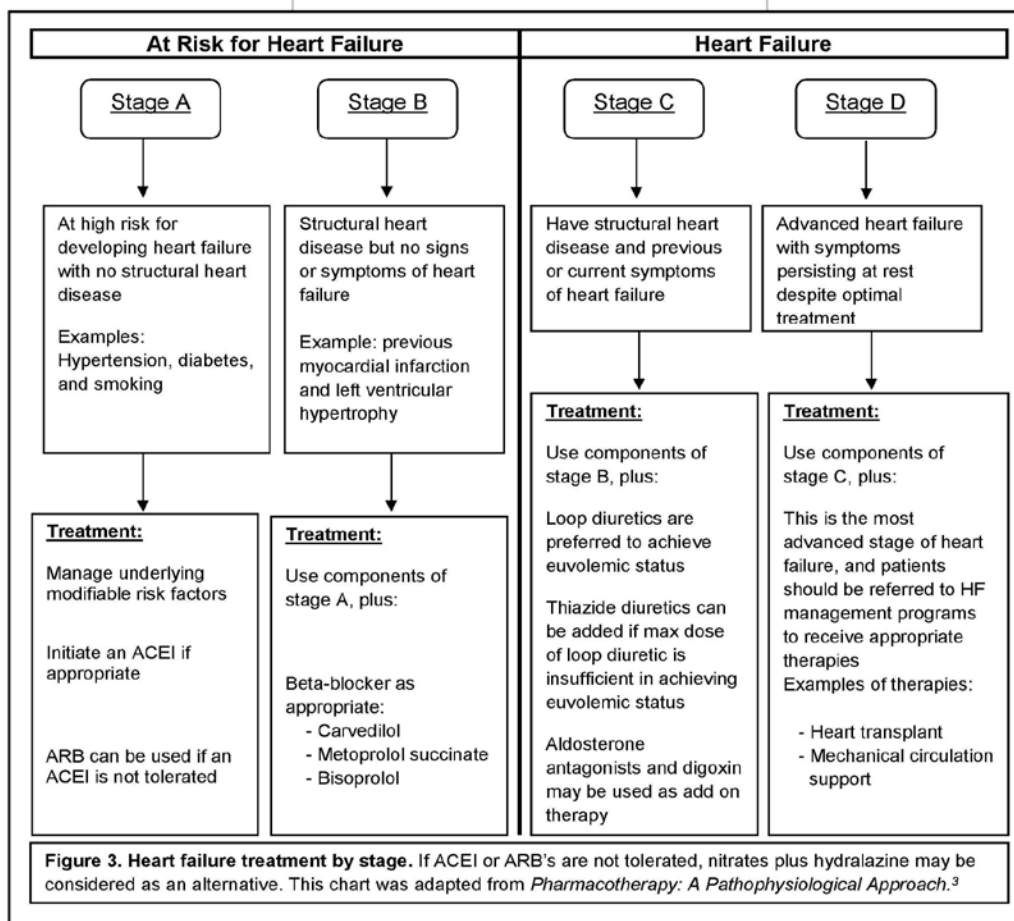 At Risk for Heart Failure
Heart Failure
Stage A
Stage B
Stage C
Stage D
At high risk for
developing heart failure
with no structural heart
disease
Examples:
Hypertension, diabetes,
and smoking
Structural heart
disease but no signs
or symptoms of heart
failure
Example: previous
myocardial infarction
and left ventricular
hypertrophy
Have structural heart
disease and previous
or current symptoms
of heart failure
Advanced heart failure
with symptoms
persisting at rest
despite optimal
treatment
Treatment:
Manage underlying
modifiable risk factors
Initiate an ACEI if
appropriate
ARB can be used if an
ACEI is not tolerated
Treatment:
Use components of
stage A, plus:
Beta-blocker as
appropriate:
- Carvedilol
- Metoprolol succinate
- Bisoprolol
Treatment:
Use components of
stage B, plus:
Loop diuretics are
preferred to achieve
euvolemic status
Thiazide diuretics can
be added if max dose
of loop diuretic is
insufficient in achieving
euvolemic status
Aldosterone
antagonists and digoxin
may be used as add on
therapy
Treatment:
Use components of
stage C, plus:
This is the most
advanced stage of heart
failure, and patients
should be referred to HF
management programs
to receive appropriate
therapies
Examples of therapies:
- Heart transplant
- Mechanical circulation
support
Figure 3. Heart failure treatment by stage. If ACEI or ARB's are not tolerated, nitrates plus hydralazine may be
considered as an alternative. This chart was adapted from Pharmacotherapy: A Pathophysiological Approach.³